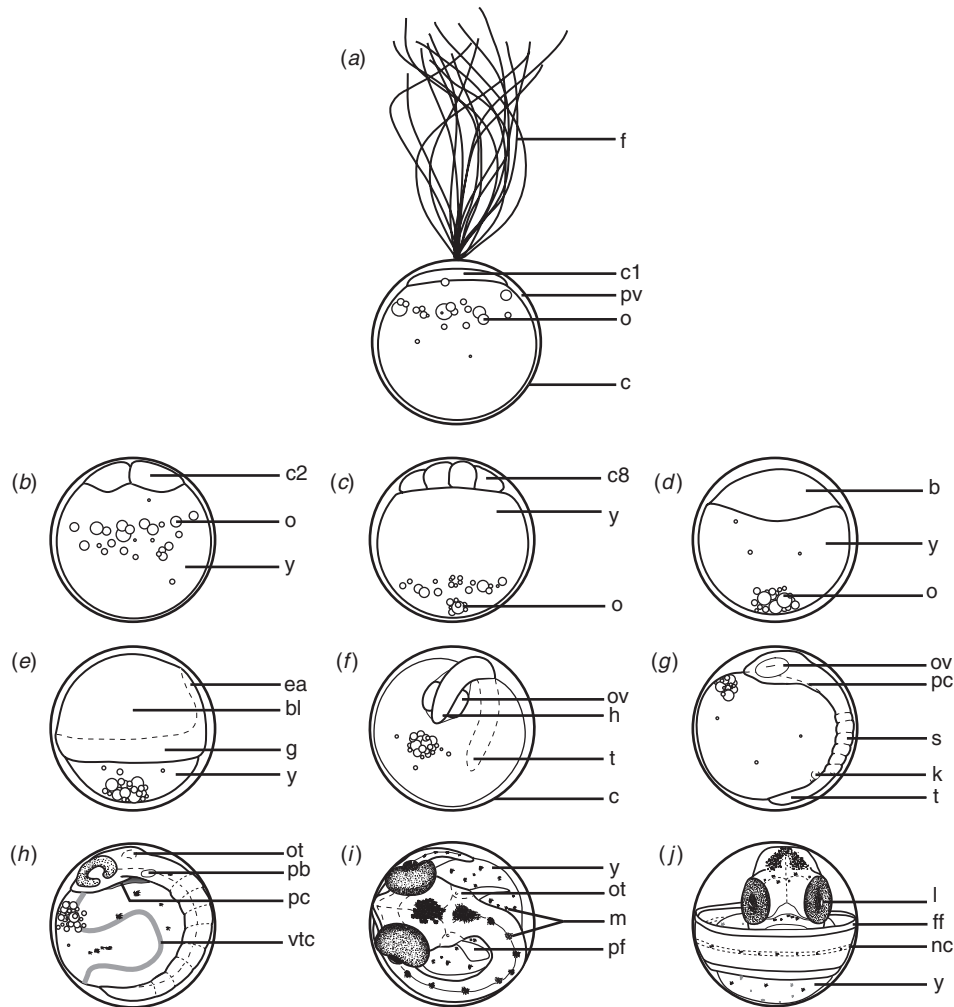 (a)
f
c1
pv
o
c
(b)
c2
o
y
(c)
c8
y
o
(d)
b
y
o
(e)
ea
bl
g
y
(f)
ov
h
t
c
(g)
ov
pc
s
k
t
(h)
ot
pb
pc
vtc
(i)
y
ot
m
pf
(j)
l
ff
nc
y